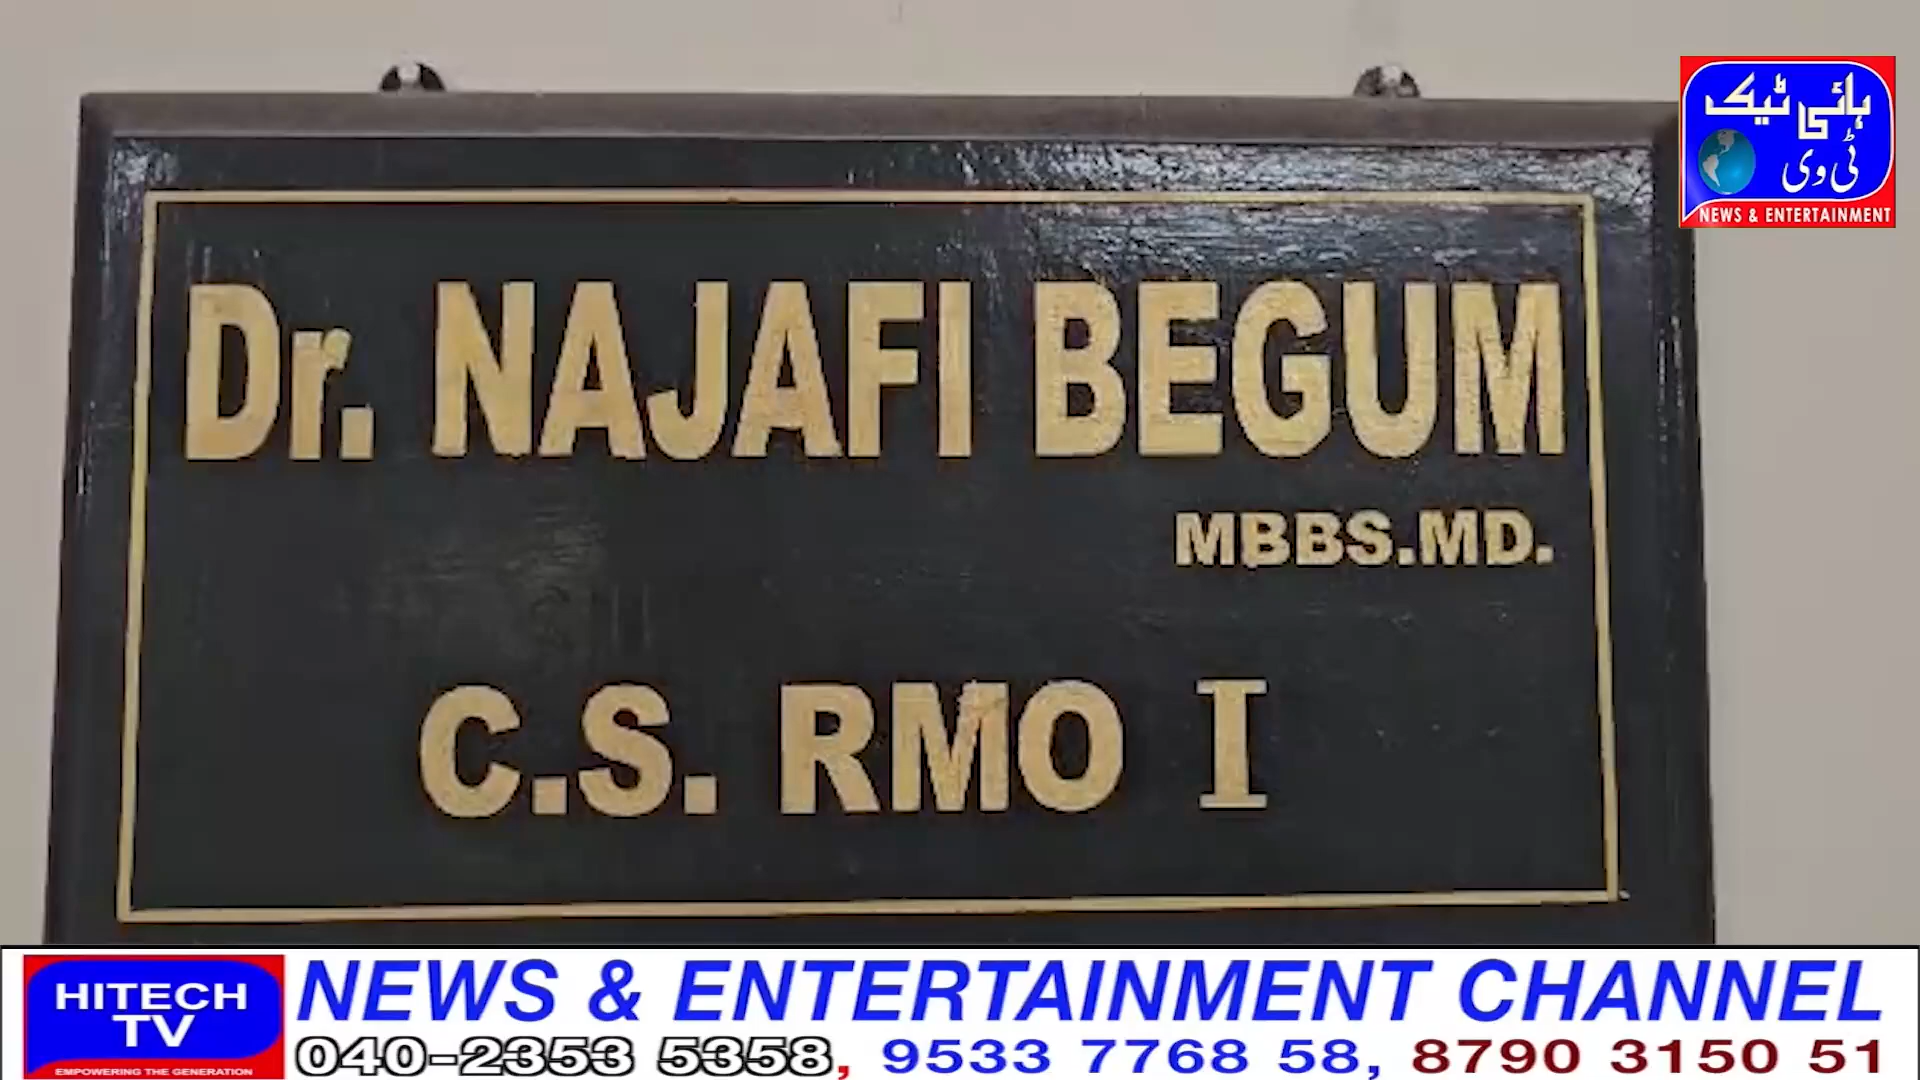 ہائی ٹیک
ٹی وی
NEWS & ENTERTAINMENT
Dr. NAJAFI BEGUM
MBBS.MD.
C.S. RMO I
HITECH
TV
EMPOWERING THE GENERATION
NEWS & ENTERTAINMENT CHANNEL
040-2353 5358, 9533 7768 58, 8790 3150 51